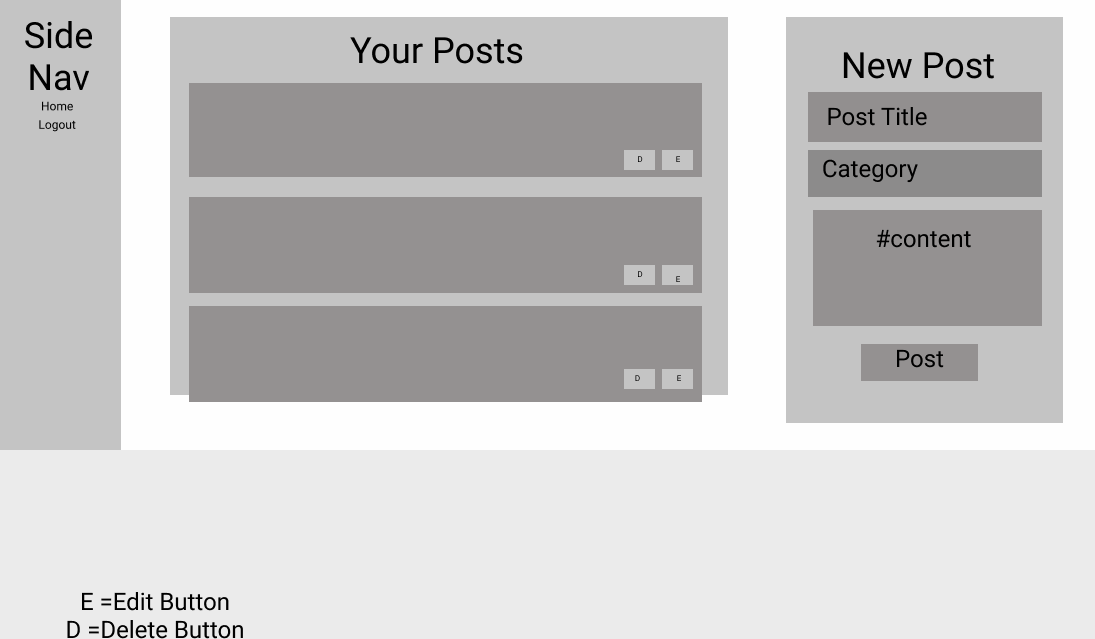 Side
Nav
Home
Logout
Your Posts
D E
D E
D E
New Post
Post Title
Category
#content
Post
E =Edit Button
D =Delete Button